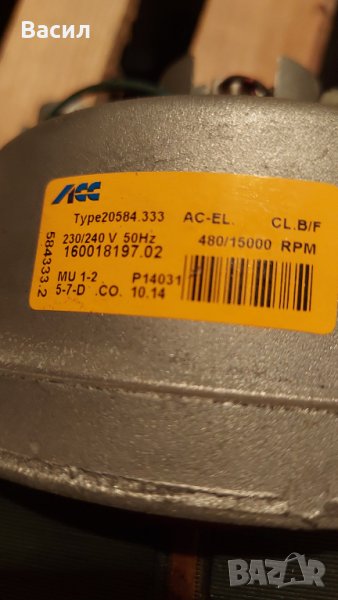 Васил
ACC
Type20584.333 AC-EL. CL.B/F
230/240 V 50Hz 480/15000 RPM
160018197.02
MU 1-2 P14031
5-7-D .CO. 10.14
584333.2
BAZAR